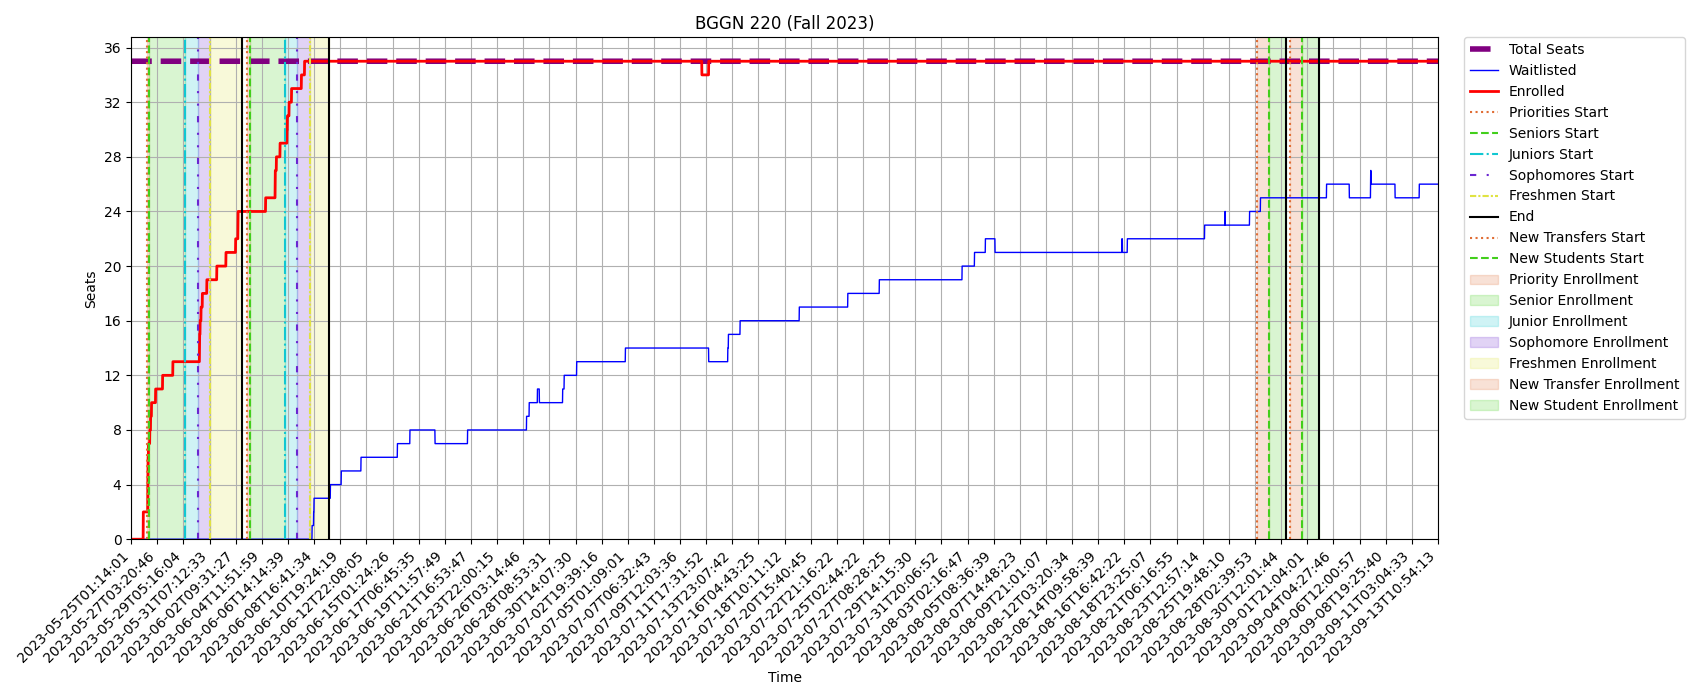 BGGN 220 (Fall 2023)
Seats
36
32
28
24
20
16
12
8
4
0
2023-05-25T01:14:01
2023-05-27T03:20:46
2023-05-29T05:16:04
2023-05-31T07:12:33
2023-06-02T09:31:27
2023-06-04T11:51:59
2023-06-06T14:14:39
2023-06-08T16:41:34
2023-06-10T19:24:19
2023-06-12T22:08:05
2023-06-15T01:24:26
2023-06-17T06:45:35
2023-06-19T11:57:49
2023-06-21T16:53:47
2023-06-23T22:00:15
2023-06-26T03:14:46
2023-06-28T08:53:31
2023-06-30T14:07:30
2023-07-02T19:39:16
2023-07-05T01:09:01
2023-07-07T06:32:43
2023-07-09T12:03:36
2023-07-11T17:31:52
2023-07-13T23:07:42
2023-07-16T04:43:25
2023-07-18T10:11:12
2023-07-20T15:40:45
2023-07-22T21:16:22
2023-07-25T02:44:22
2023-07-27T08:28:25
2023-07-29T14:15:30
2023-07-31T20:06:52
2023-08-03T02:16:47
2023-08-05T08:36:39
2023-08-07T14:48:23
2023-08-09T21:01:07
2023-08-12T03:20:34
2023-08-14T09:58:39
2023-08-16T16:42:22
2023-08-18T23:25:07
2023-08-21T06:16:55
2023-08-23T12:57:14
2023-08-25T19:48:10
2023-08-28T02:39:53
2023-08-30T12:01:44
2023-09-01T21:04:01
2023-09-04T04:27:46
2023-09-06T12:00:57
2023-09-08T19:25:40
2023-09-11T03:04:33
2023-09-13T10:54:13
Time
Total Seats
Waitlisted
Enrolled
Priorities Start
Seniors Start
Juniors Start
Sophomores Start
Freshmen Start
End
New Transfers Start
New Students Start
Priority Enrollment
Senior Enrollment
Junior Enrollment
Sophomore Enrollment
Freshmen Enrollment
New Transfer Enrollment
New Student Enrollment